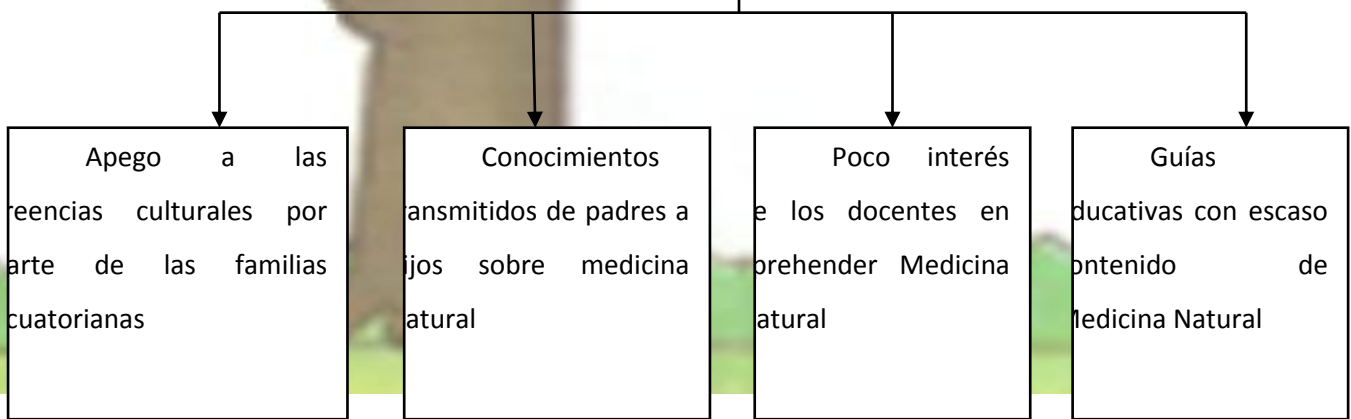 Apego a las
reencias culturales por
arte de las familias
cuatorianas
Conocimientos
ansmitidos de padres a
ijos sobre medicina
atural
Poco interés
e los docentes en
prehender Medicina
atural
Guías
ducativas con escaso
ontenido de
Medicina Natural